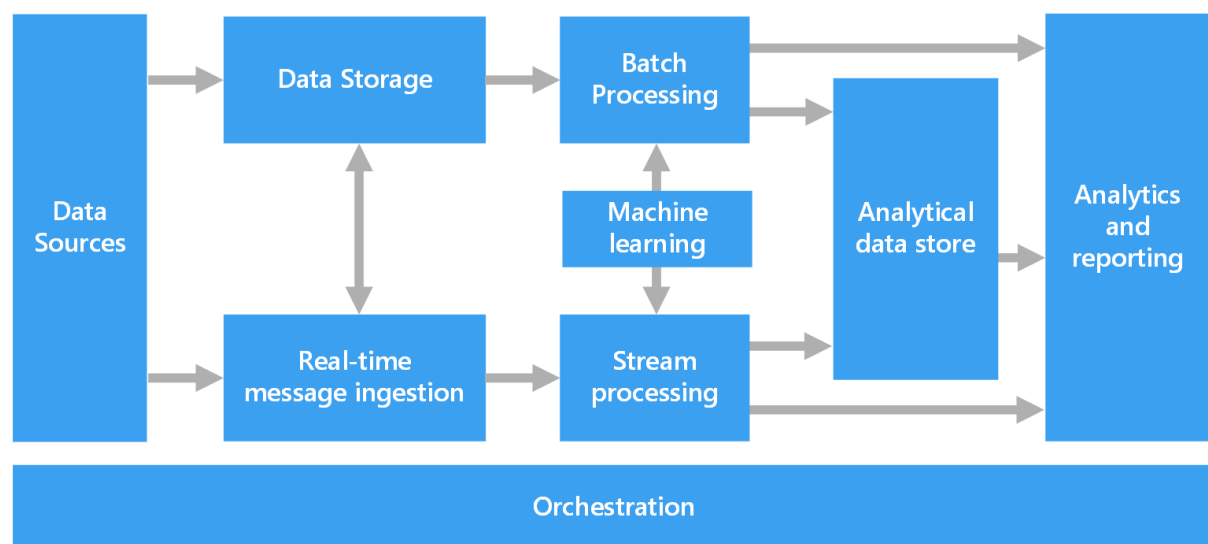 Data
Sources
Data Storage
Real-time
message ingestion
Batch
Processing
Machine
learning
Stream
processing
Analytical
data store
Analytics
and
reporting
Orchestration